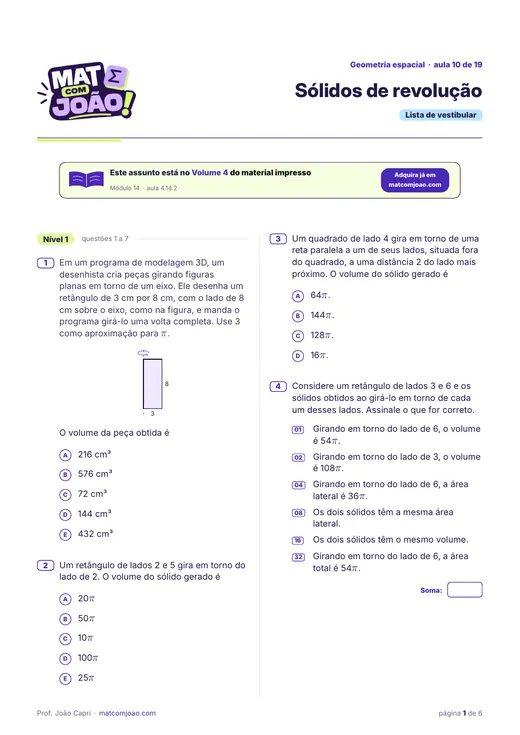 MAT
COM
JOÃO!
Σ
Geometria espacial · aula 10 de 19
Sólidos de revolução
Lista de vestibular
Este assunto está no Volume 4 do material impresso
Módulo 14 · aula 4.14.2
Adquira já em
matcomjoao.com
Nível 1 questões 1 a 7
1 Em um programa de modelagem 3D, um
desenhista cria peças girando figuras
planas em torno de um eixo. Ele desenha um
retângulo de 3 cm por 8 cm, com o lado de 8
cm sobre o eixo, como na figura, e manda o
programa girá-lo uma volta completa. Use 3
como aproximação para π.
8
3
O volume da peça obtida é
A 216 cm³
B 576 cm³
C 72 cm³
D 144 cm³
E 432 cm³
2 Um retângulo de lados 2 e 5 gira em torno do
lado de 2. O volume do sólido gerado é
A 20π
B 50π
C 10π
D 100π
E 25π
3 Um quadrado de lado 4 gira em torno de uma
reta paralela a um de seus lados, situada fora
do quadrado, a uma distância 2 do lado mais
próximo. O volume do sólido gerado é
A 64π.
B 144π.
C 128π.
D 16π.
4 Considere um retângulo de lados 3 e 6 e os
sólidos obtidos ao girá-lo em torno de cada
um desses lados. Assinale o que for correto.
01 Girando em torno do lado de 6, o volume
é 54π.
02 Girando em torno do lado de 3, o volume
é 108π.
04 Girando em torno do lado de 6, a área
lateral é 36π.
08 Os dois sólidos têm a mesma área
lateral.
16 Os dois sólidos têm o mesmo volume.
32 Girando em torno do lado de 6, a área
total é 54π.
Soma:
Prof. João Capri · matcomjoao.com
página 1 de 6